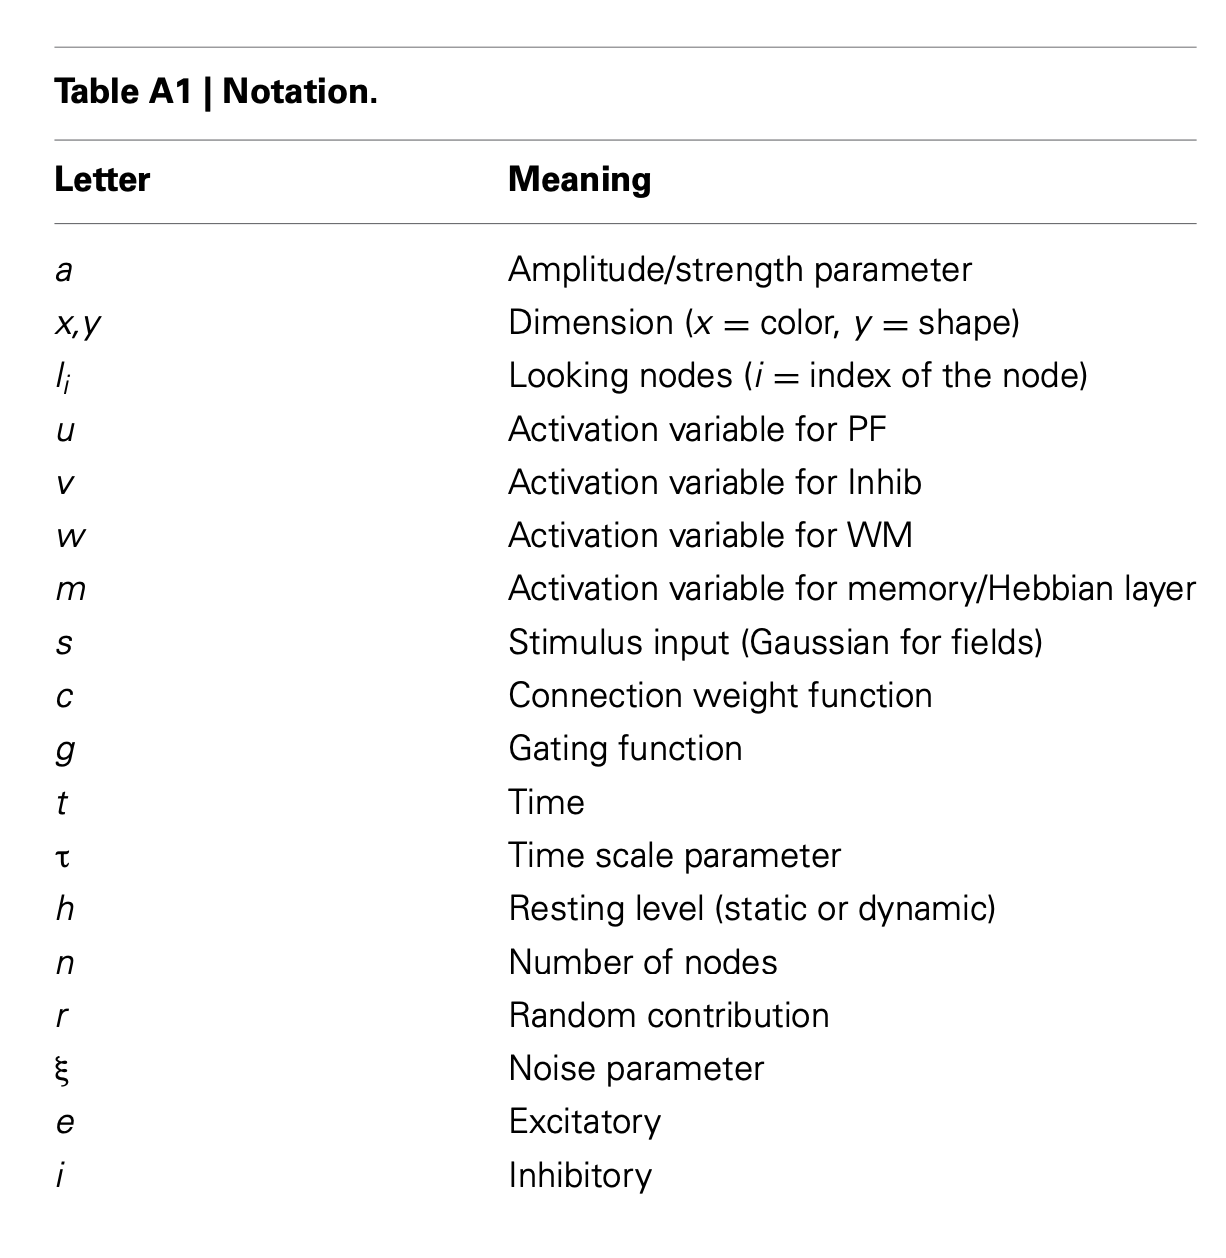 Table A1 | Notation.
Letter Meaning
a Amplitude/strength parameter
x,y Dimension (x = color, y = shape)
lᵢ Looking nodes (i = index of the node)
u Activation variable for PF
v Activation variable for Inhib
w Activation variable for WM
m Activation variable for memory/Hebbian layer
s Stimulus input (Gaussian for fields)
c Connection weight function
g Gating function
t Time
τ Time scale parameter
h Resting level (static or dynamic)
n Number of nodes
r Random contribution
ξ Noise parameter
e Excitatory
i Inhibitory